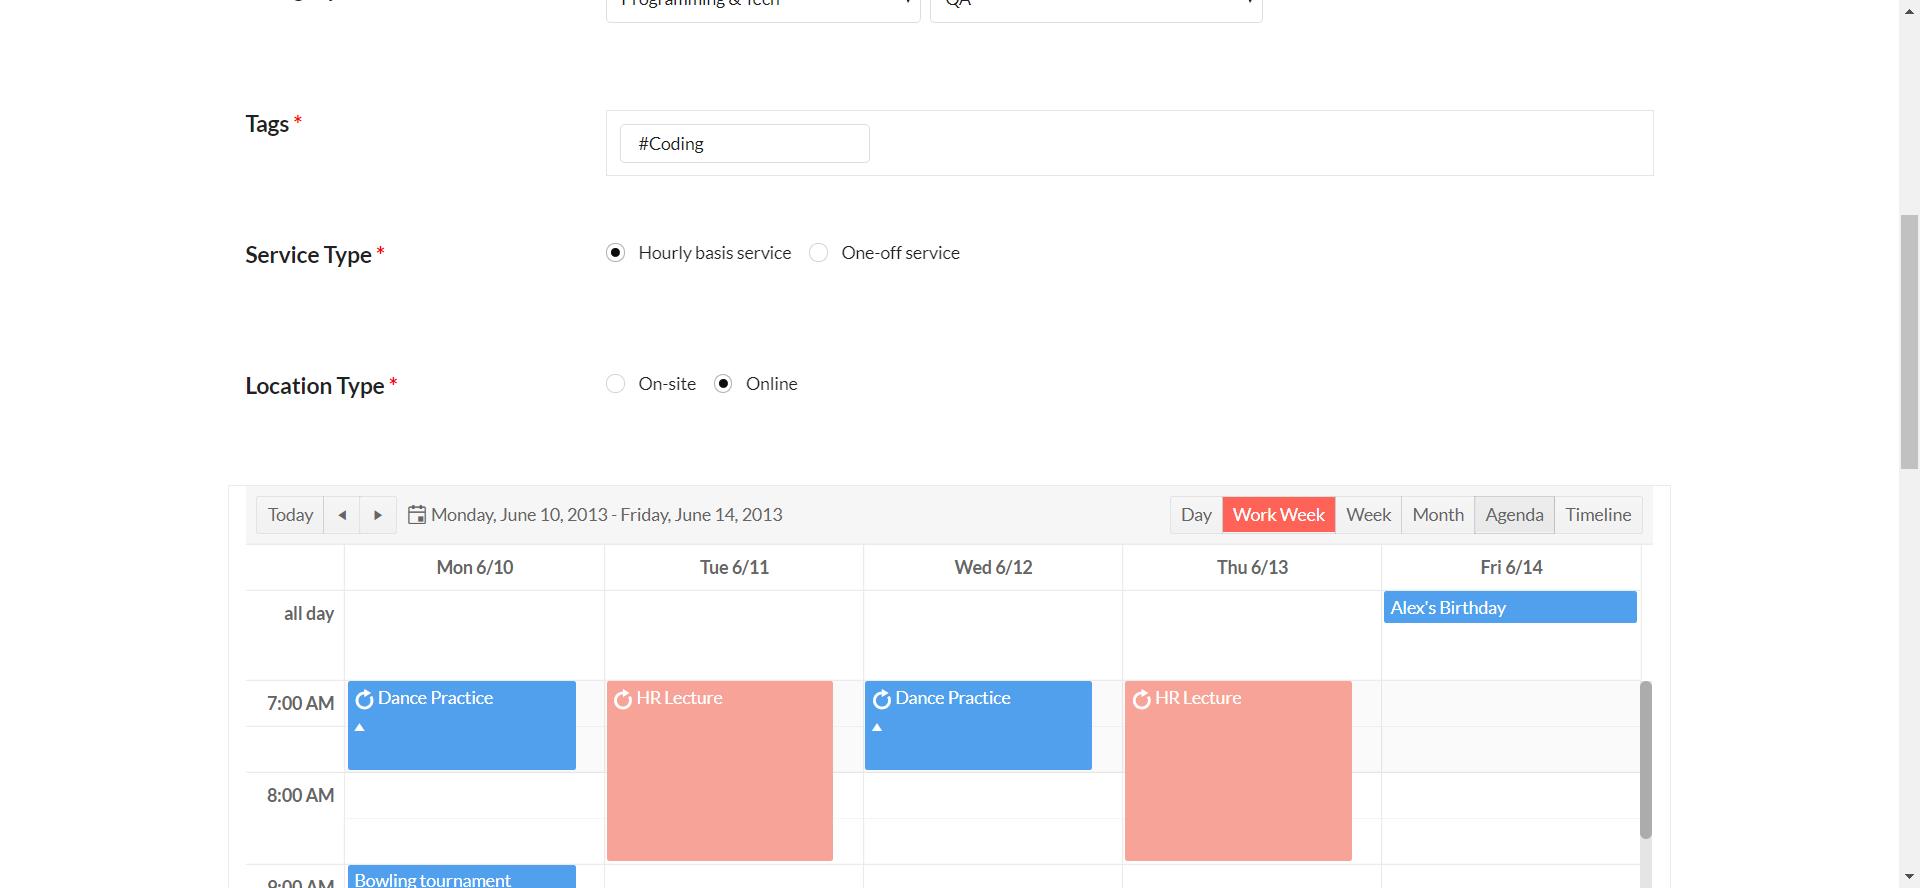 Programming & Tech QA
Tags *
#Coding
Service Type *
Hourly basis service One-off service
Location Type *
On-site Online
Today Monday, June 10, 2013 - Friday, June 14, 2013 Day Work Week Week Month Agenda Timeline
Mon 6/10 Tue 6/11 Wed 6/12 Thu 6/13 Fri 6/14
all day Alex's Birthday
7:00 AM Dance Practice HR Lecture Dance Practice HR Lecture
8:00 AM
9:00 AM Bowling tournament